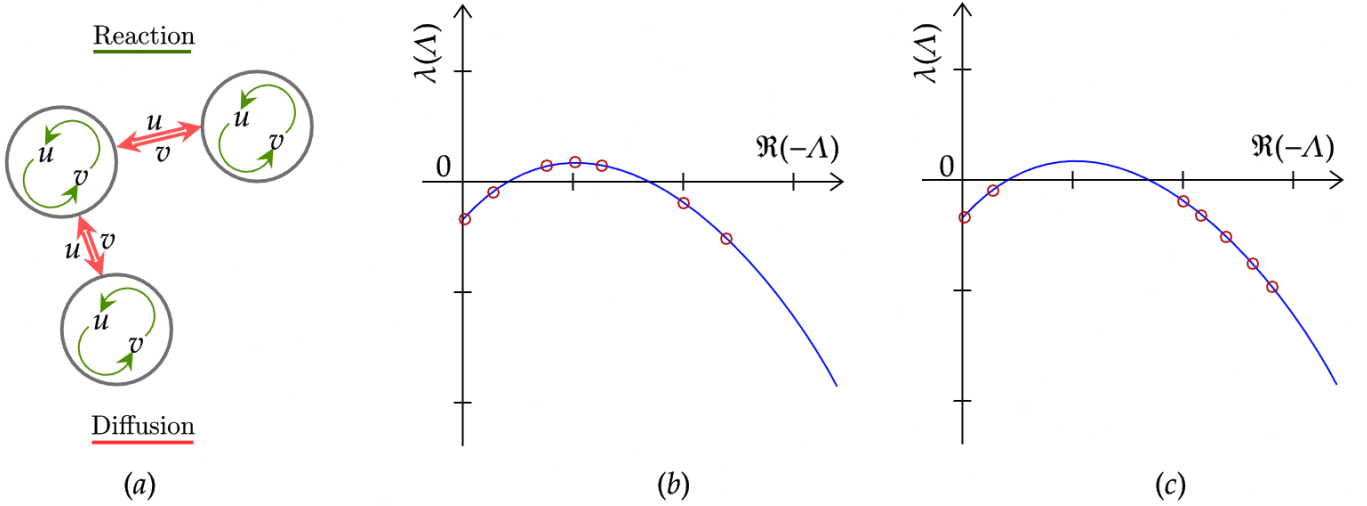 Reaction
u
v
u
v
u
v
u
v
u
v
Diffusion
(a)
λ(Λ)
0
ℜ(-Λ)
(b)
λ(Λ)
0
ℜ(-Λ)
(c)